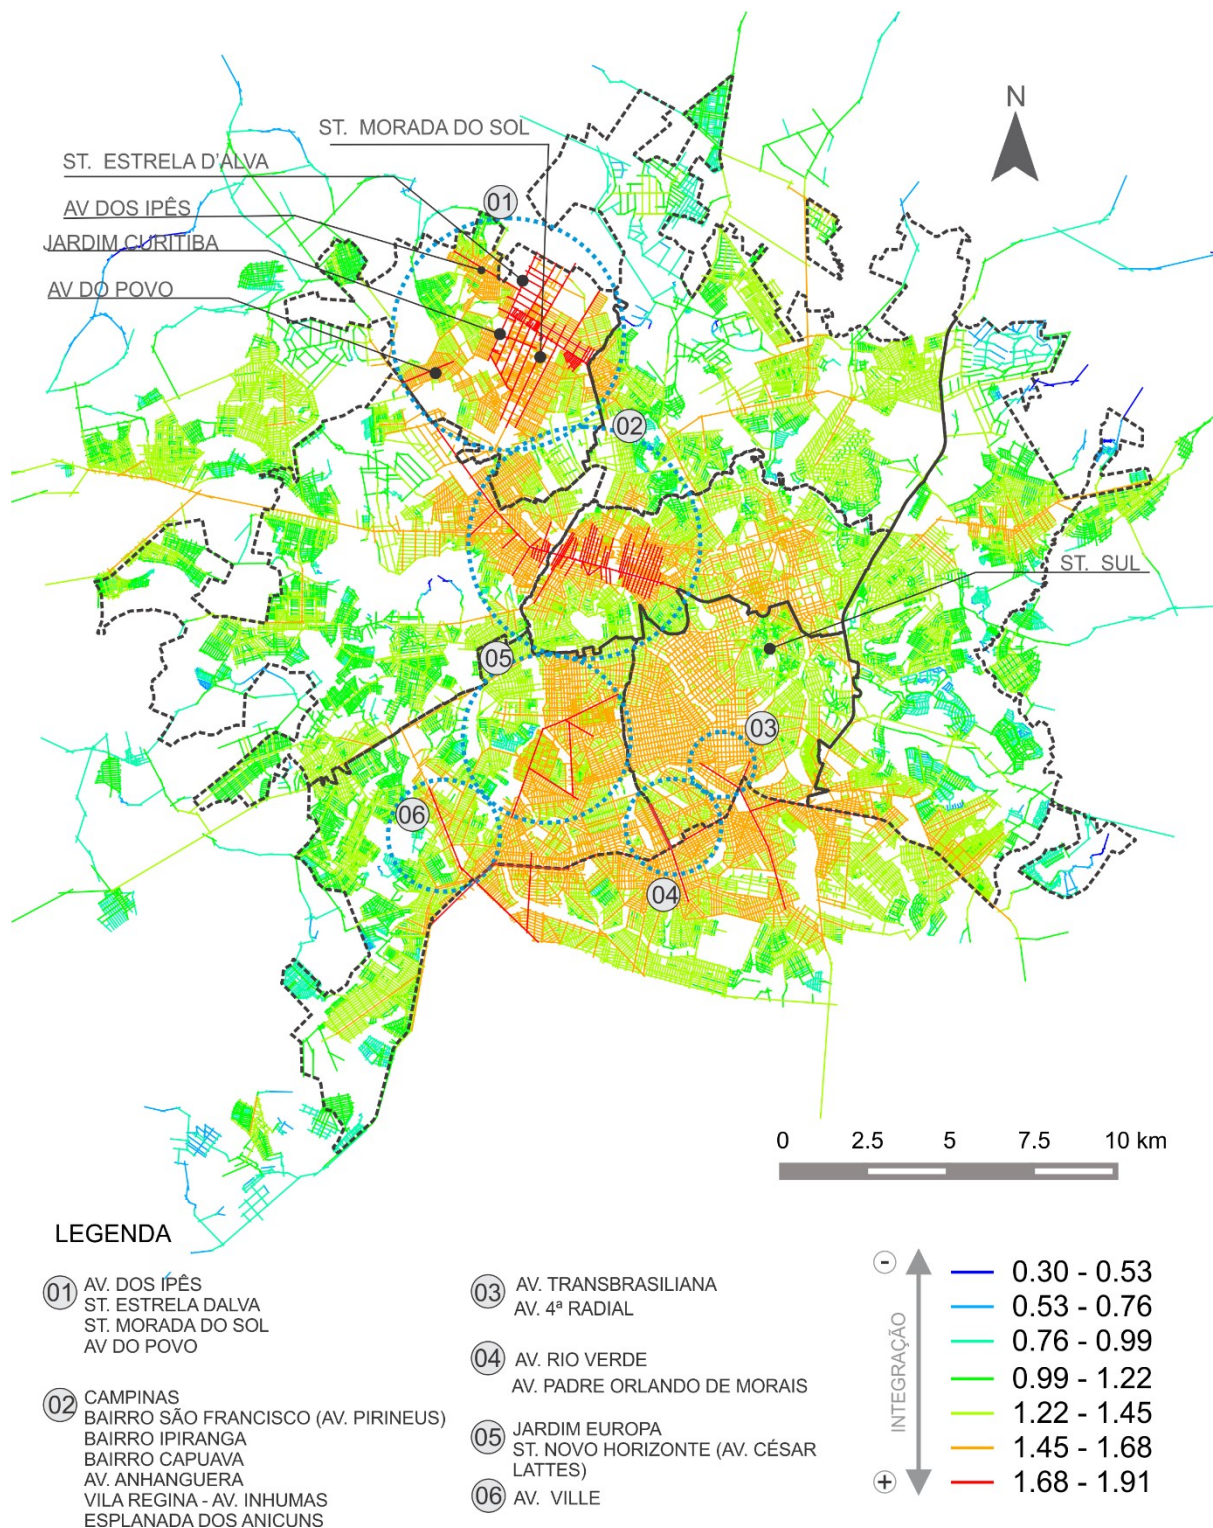 N
ST. MORADA DO SOL
ST. ESTRELA D'ALVA
AV DOS IPÊS
JARDIM CURITIBA
AV DO POVO
01
02
ST. SUL
05
03
06
04
0 2.5 5 7.5 10 km
LEGENDA
01
AV. DOS IPÊS
ST. ESTRELA DALVA
ST. MORADA DO SOL
AV DO POVO
02
CAMPINAS
BAIRRO SÃO FRANCISCO (AV. PIRINEUS)
BAIRRO IPIRANGA
BAIRRO CAPUAVA
AV. ANHANGUERA
VILA REGINA - AV. INHUMAS
ESPLANADA DOS ANICUNS
03
AV. TRANSBRASILIANA
AV. 4ª RADIAL
04
AV. RIO VERDE
AV. PADRE ORLANDO DE MORAIS
05
JARDIM EUROPA
ST. NOVO HORIZONTE (AV. CÉSAR
LATTES)
06
AV. VILLE
-
INTEGRAÇÃO
+
0.30 - 0.53
0.53 - 0.76
0.76 - 0.99
0.99 - 1.22
1.22 - 1.45
1.45 - 1.68
1.68 - 1.91